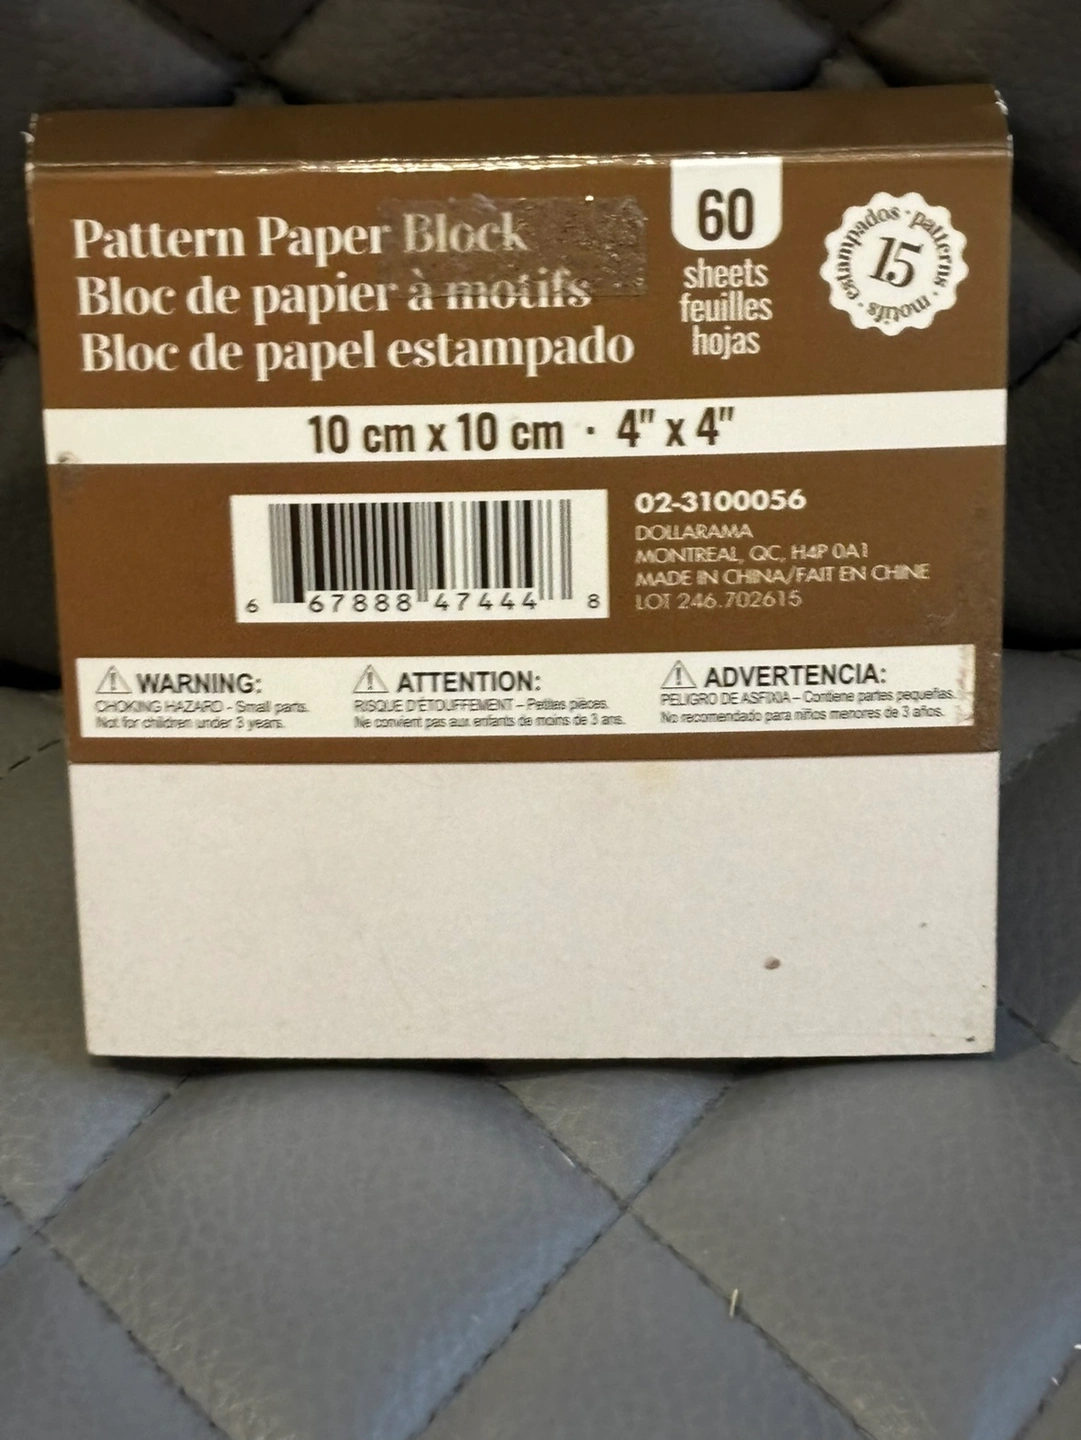 Pattern Paper Block
Bloc de papier à motifs
Bloc de papel estampado
60
sheets
feuilles
hojas
estampados · patterns · motifs ·
15
10 cm x 10 cm · 4" x 4"
6 67888 47444 8
02-3100056
DOLLARAMA
MONTREAL, QC, H4P 0A1
MADE IN CHINA/FAIT EN CHINE
LOT 246.702615
⚠ WARNING:
CHOKING HAZARD - Small parts.
Not for children under 3 years.
⚠ ATTENTION:
RISQUE D'ÉTOUFFEMENT – Petites pièces.
Ne convient pas aux enfants de moins de 3 ans.
⚠ ADVERTENCIA:
PELIGRO DE ASFIXIA – Contiene partes pequeñas.
No recomendado para niños menores de 3 años.